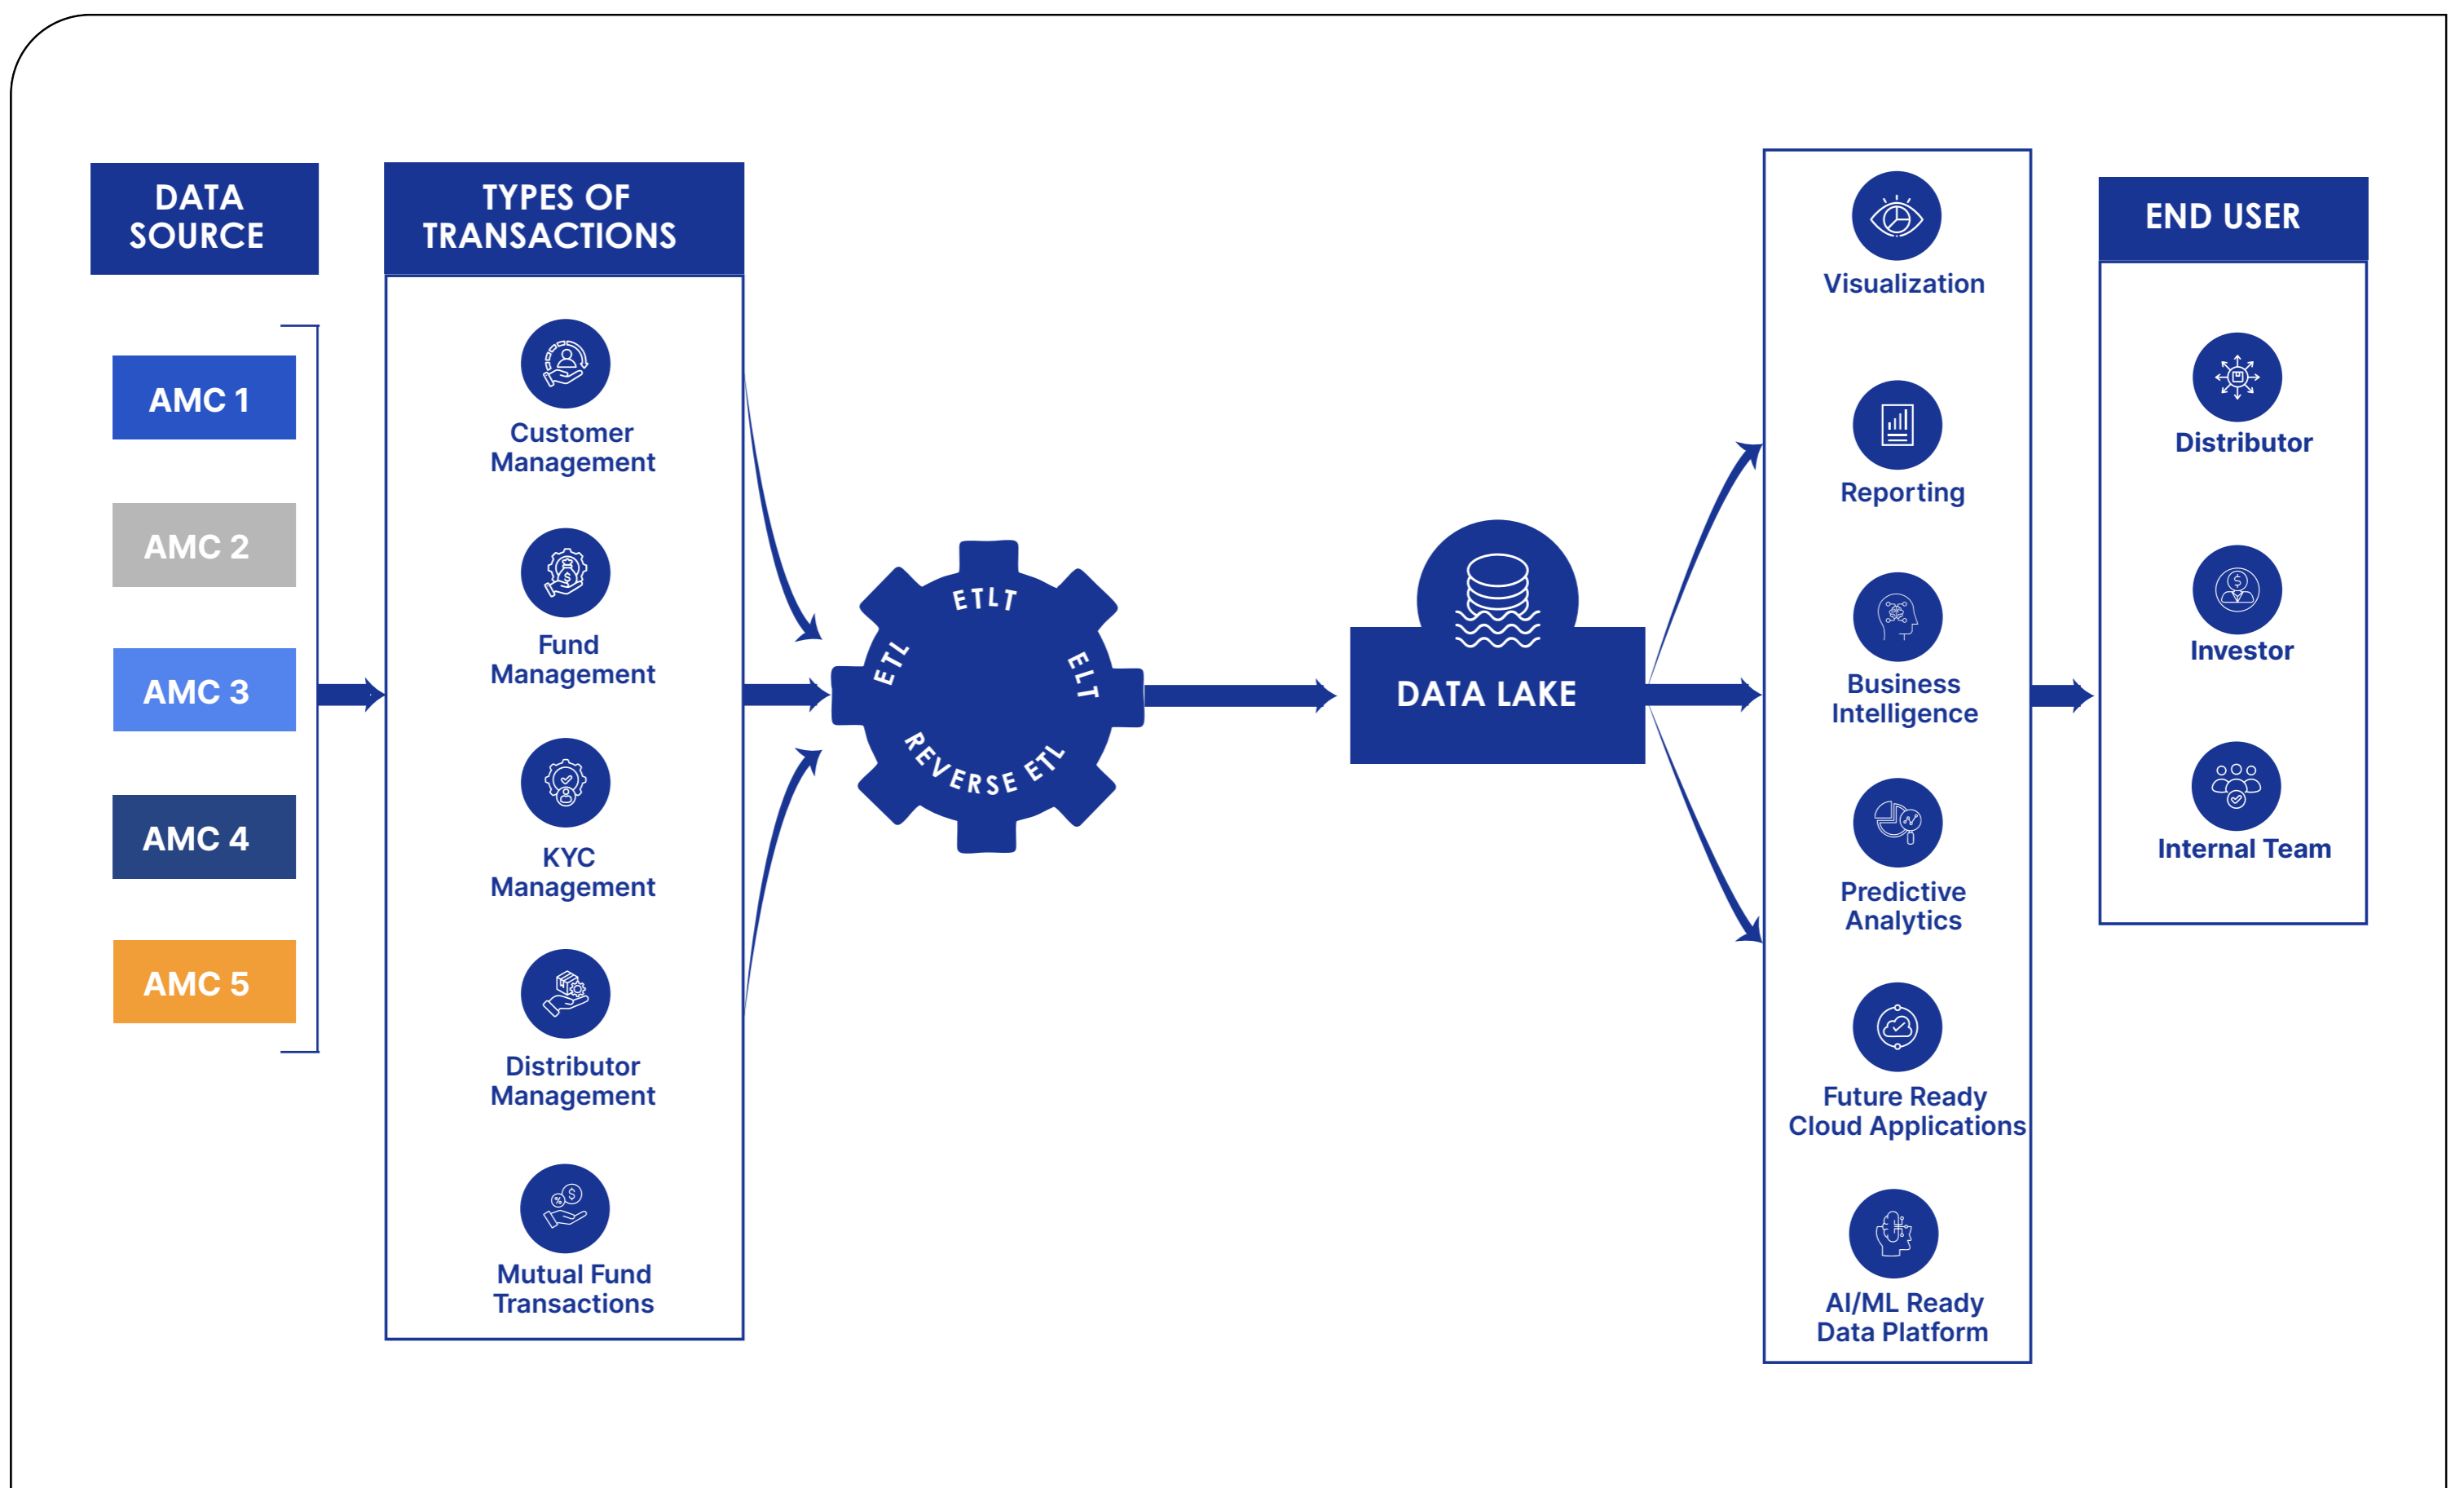 DATA
SOURCE
AMC 1
AMC 2
AMC 3
AMC 4
AMC 5
TYPES OF
TRANSACTIONS
Customer
Management
Fund
Management
KYC
Management
Distributor
Management
Mutual Fund
Transactions
ETL
ETLT
ELT
REVERSE ETL
DATA LAKE
Visualization
Reporting
Business
Intelligence
Predictive
Analytics
Future Ready
Cloud Applications
AI/ML Ready
Data Platform
END USER
Distributor
Investor
Internal Team